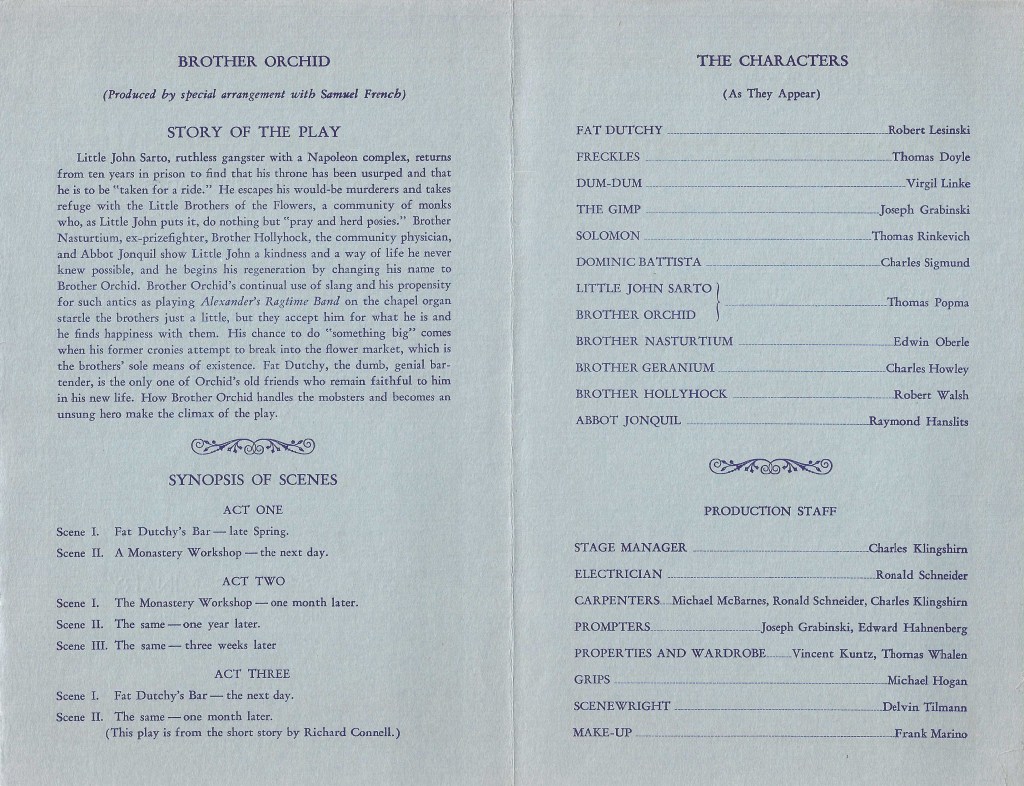 BROTHER ORCHID
(Produced by special arrangement with Samuel French)
STORY OF THE PLAY
Little John Sarto, ruthless gangster with a Napoleon complex, returns
from ten years in prison to find that his throne has been usurped and that
he is to be "taken for a ride." He escapes his would-be murderers and takes
refuge with the Little Brothers of the Flowers, a community of monks
who, as Little John puts it, do nothing but "pray and herd posies." Brother
Nasturtium, ex-prizefighter, Brother Hollyhock, the community physician,
and Abbot Jonquil show Little John a kindness and a way of life he never
knew possible, and he begins his regeneration by changing his name to
Brother Orchid. Brother Orchid's continual use of slang and his propensity
for such antics as playing Alexander's Ragtime Band on the chapel organ
startle the brothers just a little, but they accept him for what he is and
he finds happiness with them. His chance to do "something big" comes
when his former cronies attempt to break into the flower market, which is
the brothers' sole means of existence. Fat Dutchy, the dumb, genial bar-
tender, is the only one of Orchid's old friends who remain faithful to him
in his new life. How Brother Orchid handles the mobsters and becomes an
unsung hero make the climax of the play.
SYNOPSIS OF SCENES
ACT ONE
Scene I. Fat Dutchy's Bar — late Spring.
Scene II. A Monastery Workshop — the next day.
ACT TWO
Scene I. The Monastery Workshop — one month later.
Scene II. The same — one year later.
Scene III. The same — three weeks later
ACT THREE
Scene I. Fat Dutchy's Bar — the next day.
Scene II. The same — one month later.
(This play is from the short story by Richard Connell.)
THE CHARACTERS
(As They Appear)
FAT DUTCHY Robert Lesinski
FRECKLES Thomas Doyle
DUM-DUM Virgil Linke
THE GIMP Joseph Grabinski
SOLOMON Thomas Rinkevich
DOMINIC BATTISTA Charles Sigmund
LITTLE JOHN SARTO
BROTHER ORCHID Thomas Popma
BROTHER NASTURTIUM Edwin Oberle
BROTHER GERANIUM Charles Howley
BROTHER HOLLYHOCK Robert Walsh
ABBOT JONQUIL Raymond Hanslits
PRODUCTION STAFF
STAGE MANAGER Charles Klingshirn
ELECTRICIAN Ronald Schneider
CARPENTERS Michael McBarnes, Ronald Schneider, Charles Klingshirn
PROMPTERS Joseph Grabinski, Edward Hahnenberg
PROPERTIES AND WARDROBE Vincent Kuntz, Thomas Whalen
GRIPS Michael Hogan
SCENEWRIGHT Delvin Tilmann
MAKE-UP Frank Marino